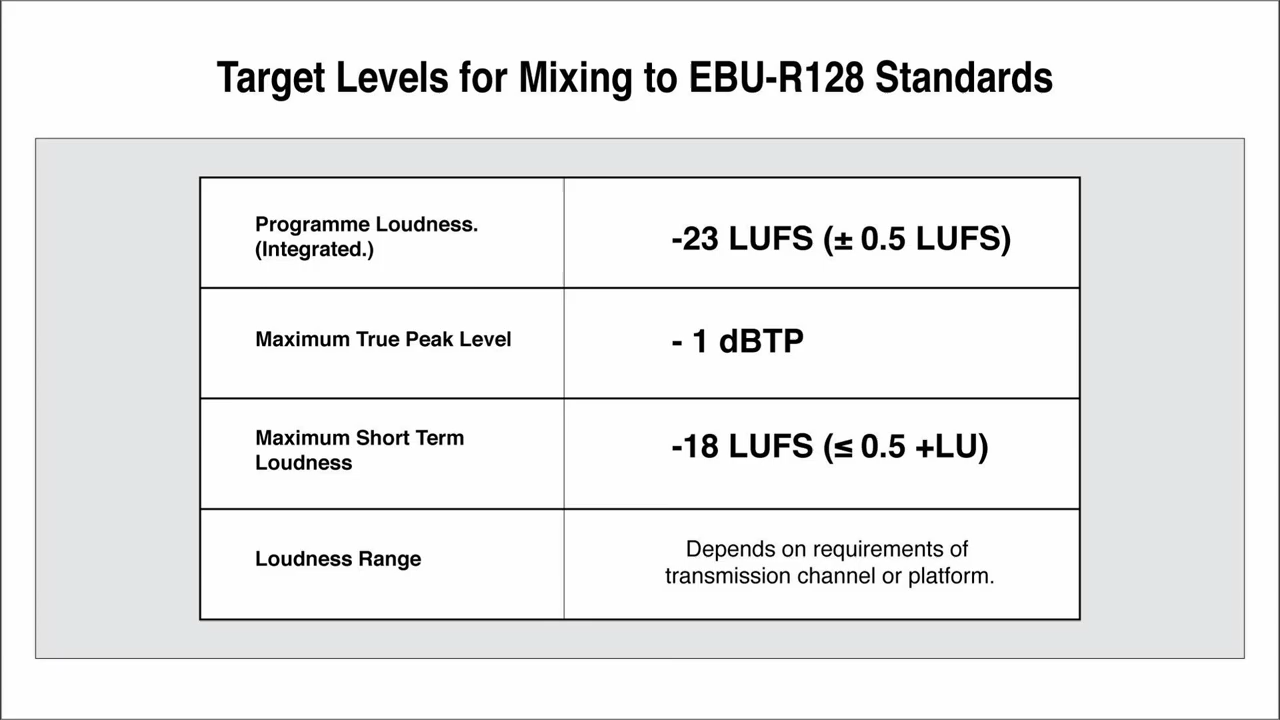 Target Levels for Mixing to EBU-R128 Standards
Programme Loudness.
(Integrated.)
-23 LUFS (± 0.5 LUFS)
Maximum True Peak Level
- 1 dBTP
Maximum Short Term
Loudness
-18 LUFS (≤ 0.5 +LU)
Loudness Range
Depends on requirements of
transmission channel or platform.